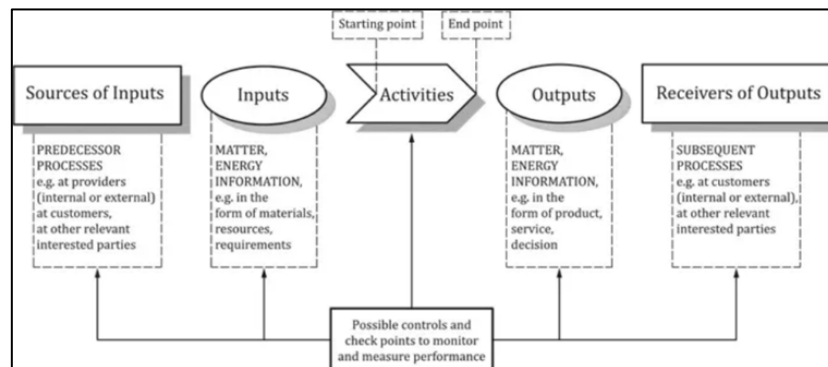 Starting point
End point
Sources of Inputs
Inputs
Activities
Outputs
Receivers of Outputs
PREDECESSOR
PROCESSES
e.g. at providers
(internal or external)
at customers,
at other relevant
interested parties
MATTER,
ENERGY
INFORMATION,
e.g. in the
form of materials,
resources,
requirements
MATTER,
ENERGY
INFORMATION,
e.g. in the
form of product,
service,
decision
SUBSEQUENT
PROCESSES
e.g. at customers
(internal or external),
at other relevant
interested parties
Possible controls and
check points to monitor
and measure performance